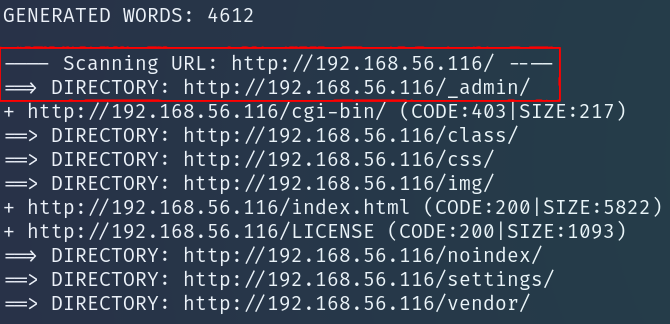 GENERATED WORDS: 4612
---- Scanning URL: http://192.168.56.116/ ----
==> DIRECTORY: http://192.168.56.116/_admin/
+ http://192.168.56.116/cgi-bin/ (CODE:403|SIZE:217)
==> DIRECTORY: http://192.168.56.116/class/
==> DIRECTORY: http://192.168.56.116/css/
==> DIRECTORY: http://192.168.56.116/img/
+ http://192.168.56.116/index.html (CODE:200|SIZE:5822)
+ http://192.168.56.116/LICENSE (CODE:200|SIZE:1093)
==> DIRECTORY: http://192.168.56.116/noindex/
==> DIRECTORY: http://192.168.56.116/settings/
==> DIRECTORY: http://192.168.56.116/vendor/